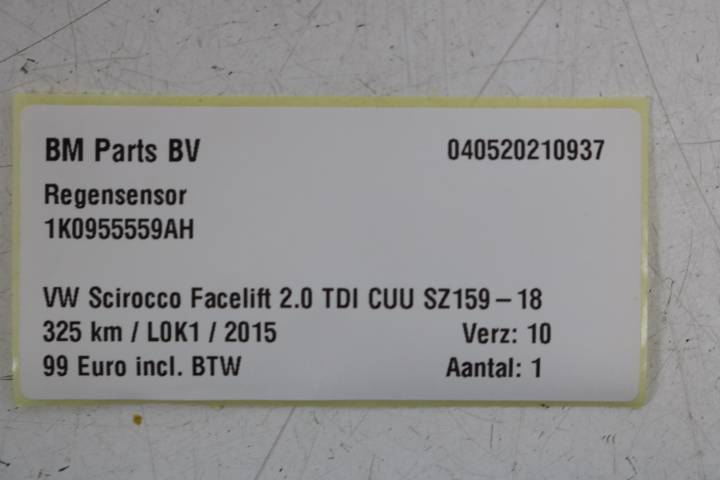 BM Parts BV 040520210937
Regensensor
1K0955559AH
VW Scirocco Facelift 2.0 TDI CUU SZ159 – 18
325 km / L0K1 / 2015 Verz: 10
99 Euro incl. BTW Aantal: 1